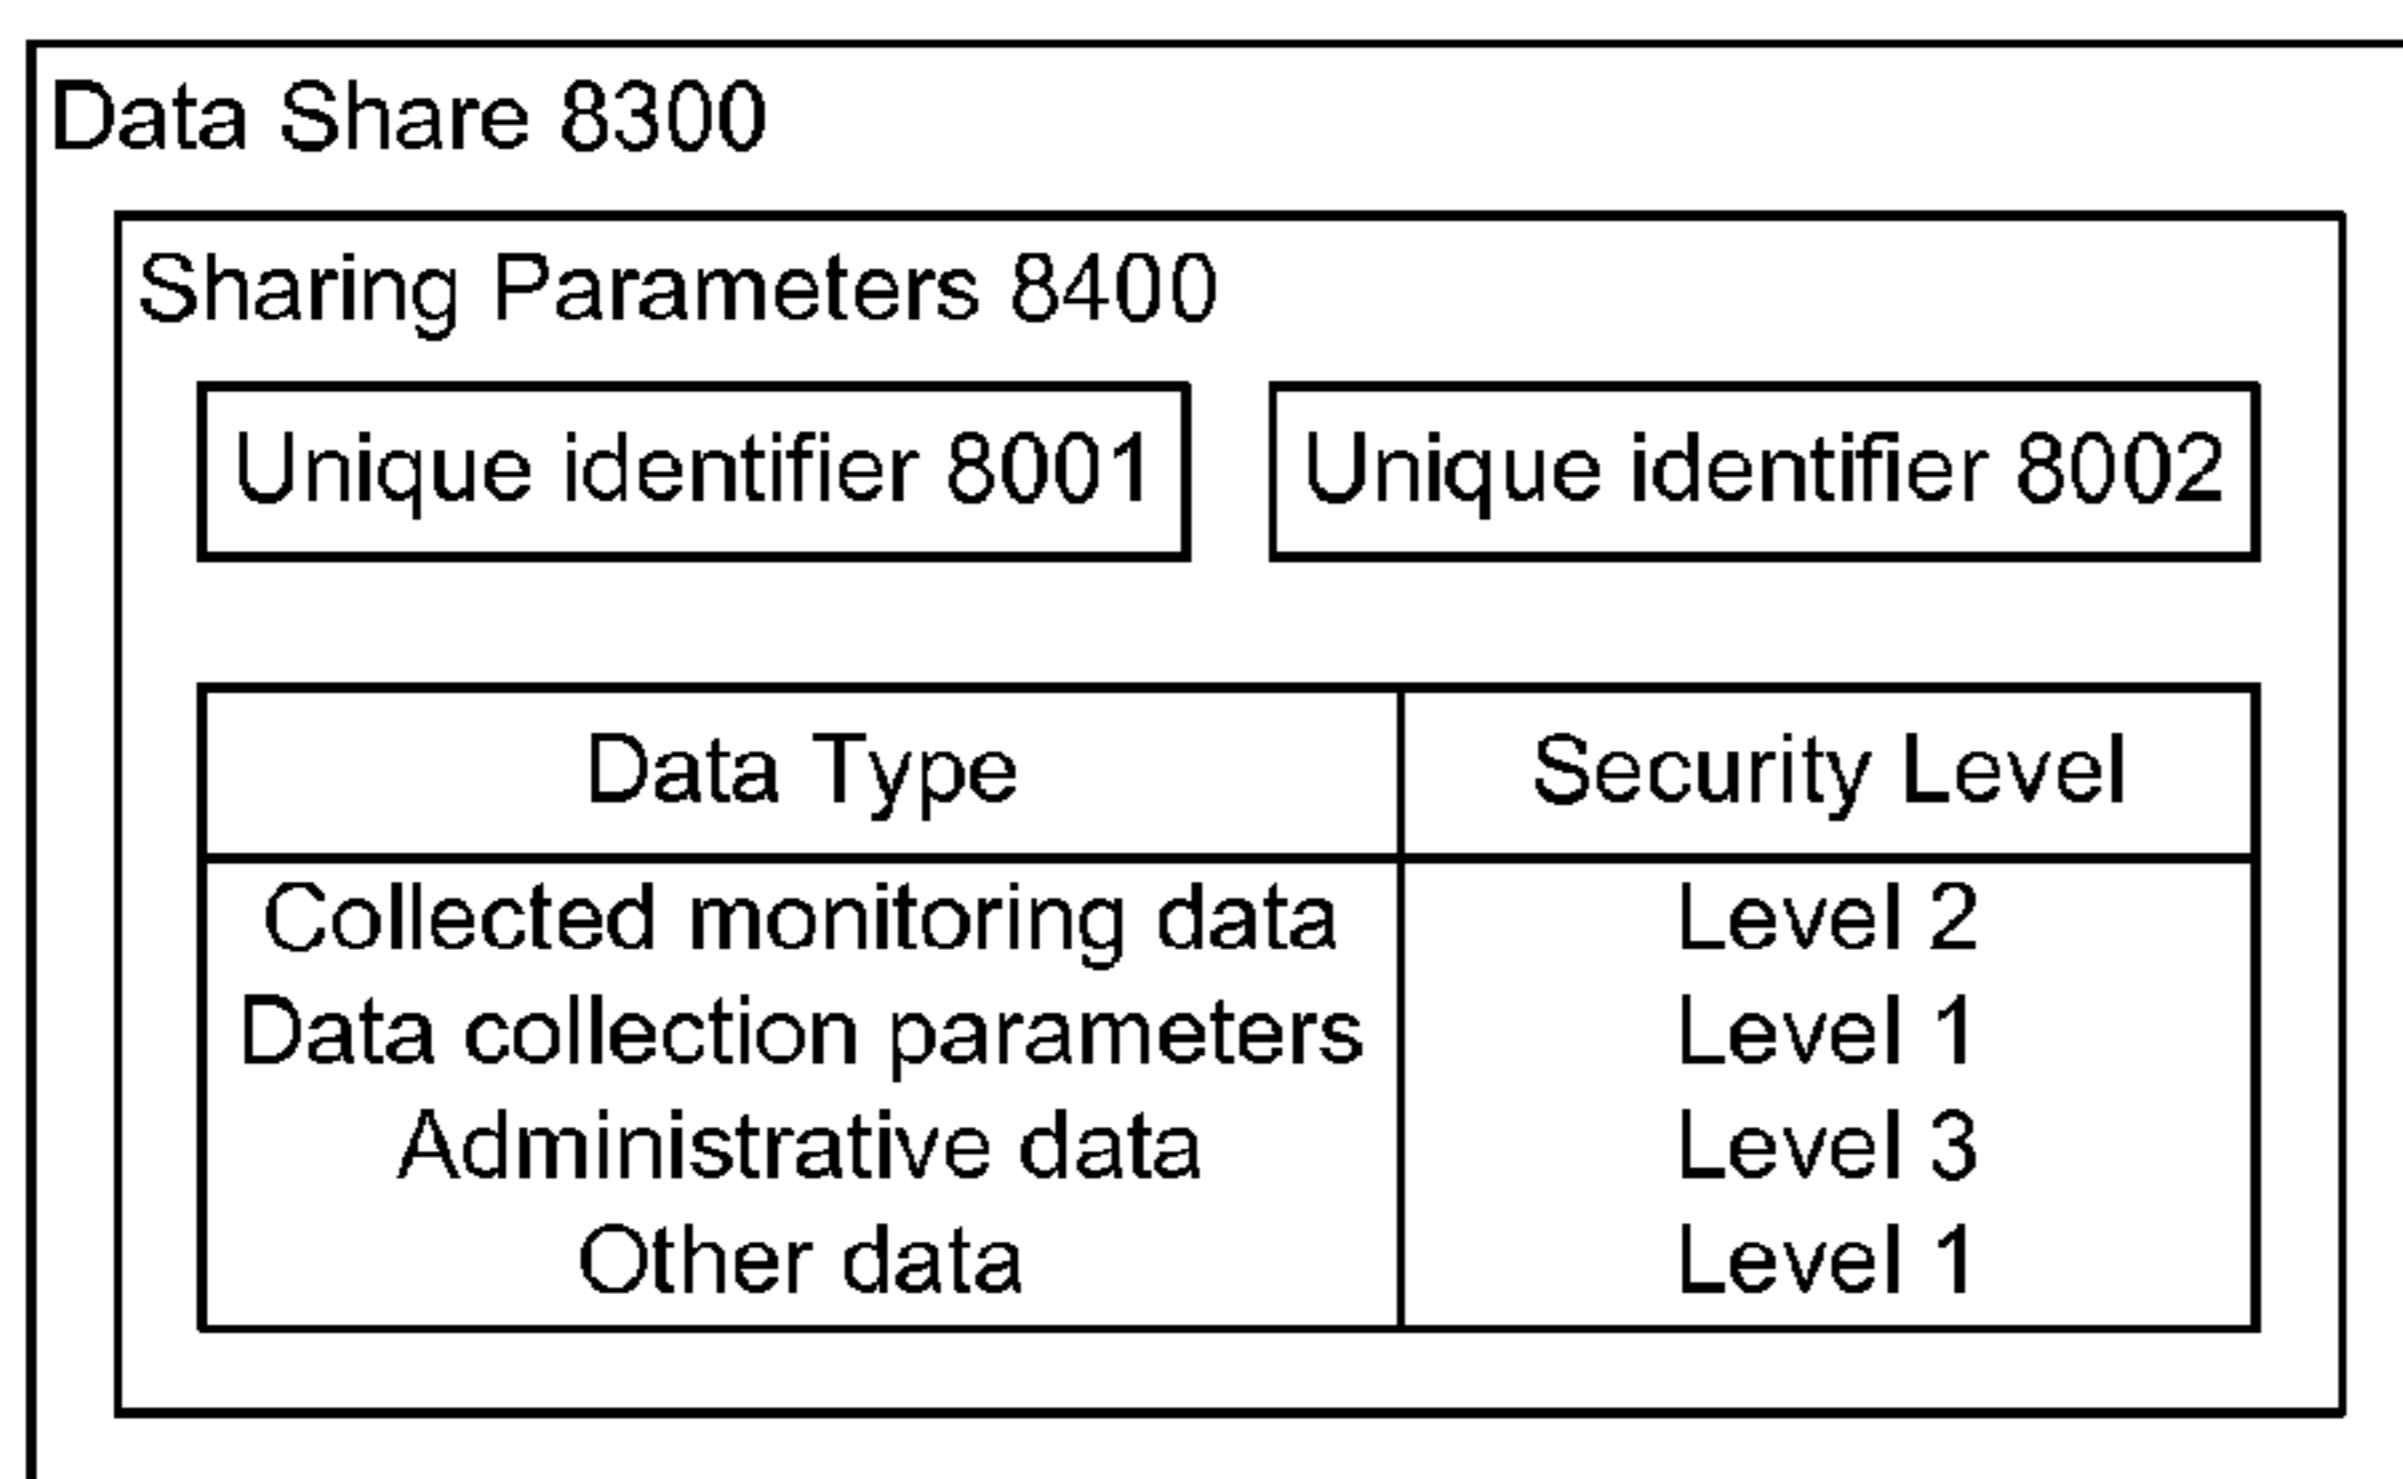 Data Share 8300
Sharing Parameters 8400
Unique identifier 8001 Unique identifier 8002
Data Type Security Level
Collected monitoring data Level 2
Data collection parameters Level 1
Administrative data Level 3
Other data Level 1